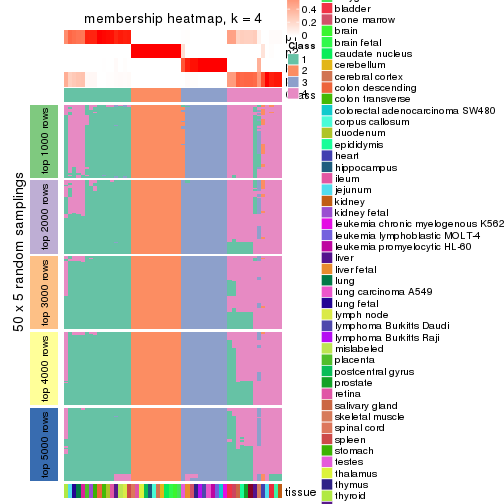 membership heatmap, k = 4
50 x 5 random samplings
top 1000 rows
top 2000 rows
top 3000 rows
top 4000 rows
top 5000 rows
tissue
0.4
0.2
0
Class
1
2
3
4
bladder
bone marrow
brain
brain fetal
caudate nucleus
cerebellum
cerebral cortex
colon descending
colon transverse
colorectal adenocarcinoma SW480
corpus callosum
duodenum
epididymis
heart
hippocampus
ileum
jejunum
kidney
kidney fetal
leukemia chronic myelogenous K562
leukemia lymphoblastic MOLT-4
leukemia promyelocytic HL-60
liver
liver fetal
lung
lung carcinoma A549
lung fetal
lymph node
lymphoma Burkitts Daudi
lymphoma Burkitts Raji
mislabeled
placenta
postcentral gyrus
prostate
retina
salivary gland
skeletal muscle
spinal cord
spleen
stomach
testes
thalamus
thymus
thyroid